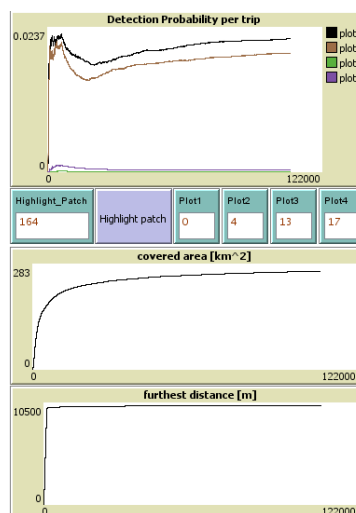 Detection Probability per trip
0.0237
plot
plot
plot
plot
0
0
122000
Highlight_Patch
164
Highlight patch
Plot1
0
Plot2
4
Plot3
13
Plot4
17
covered area [km^2]
283
0
0
122000
furthest distance [m]
10500
0
0
122000